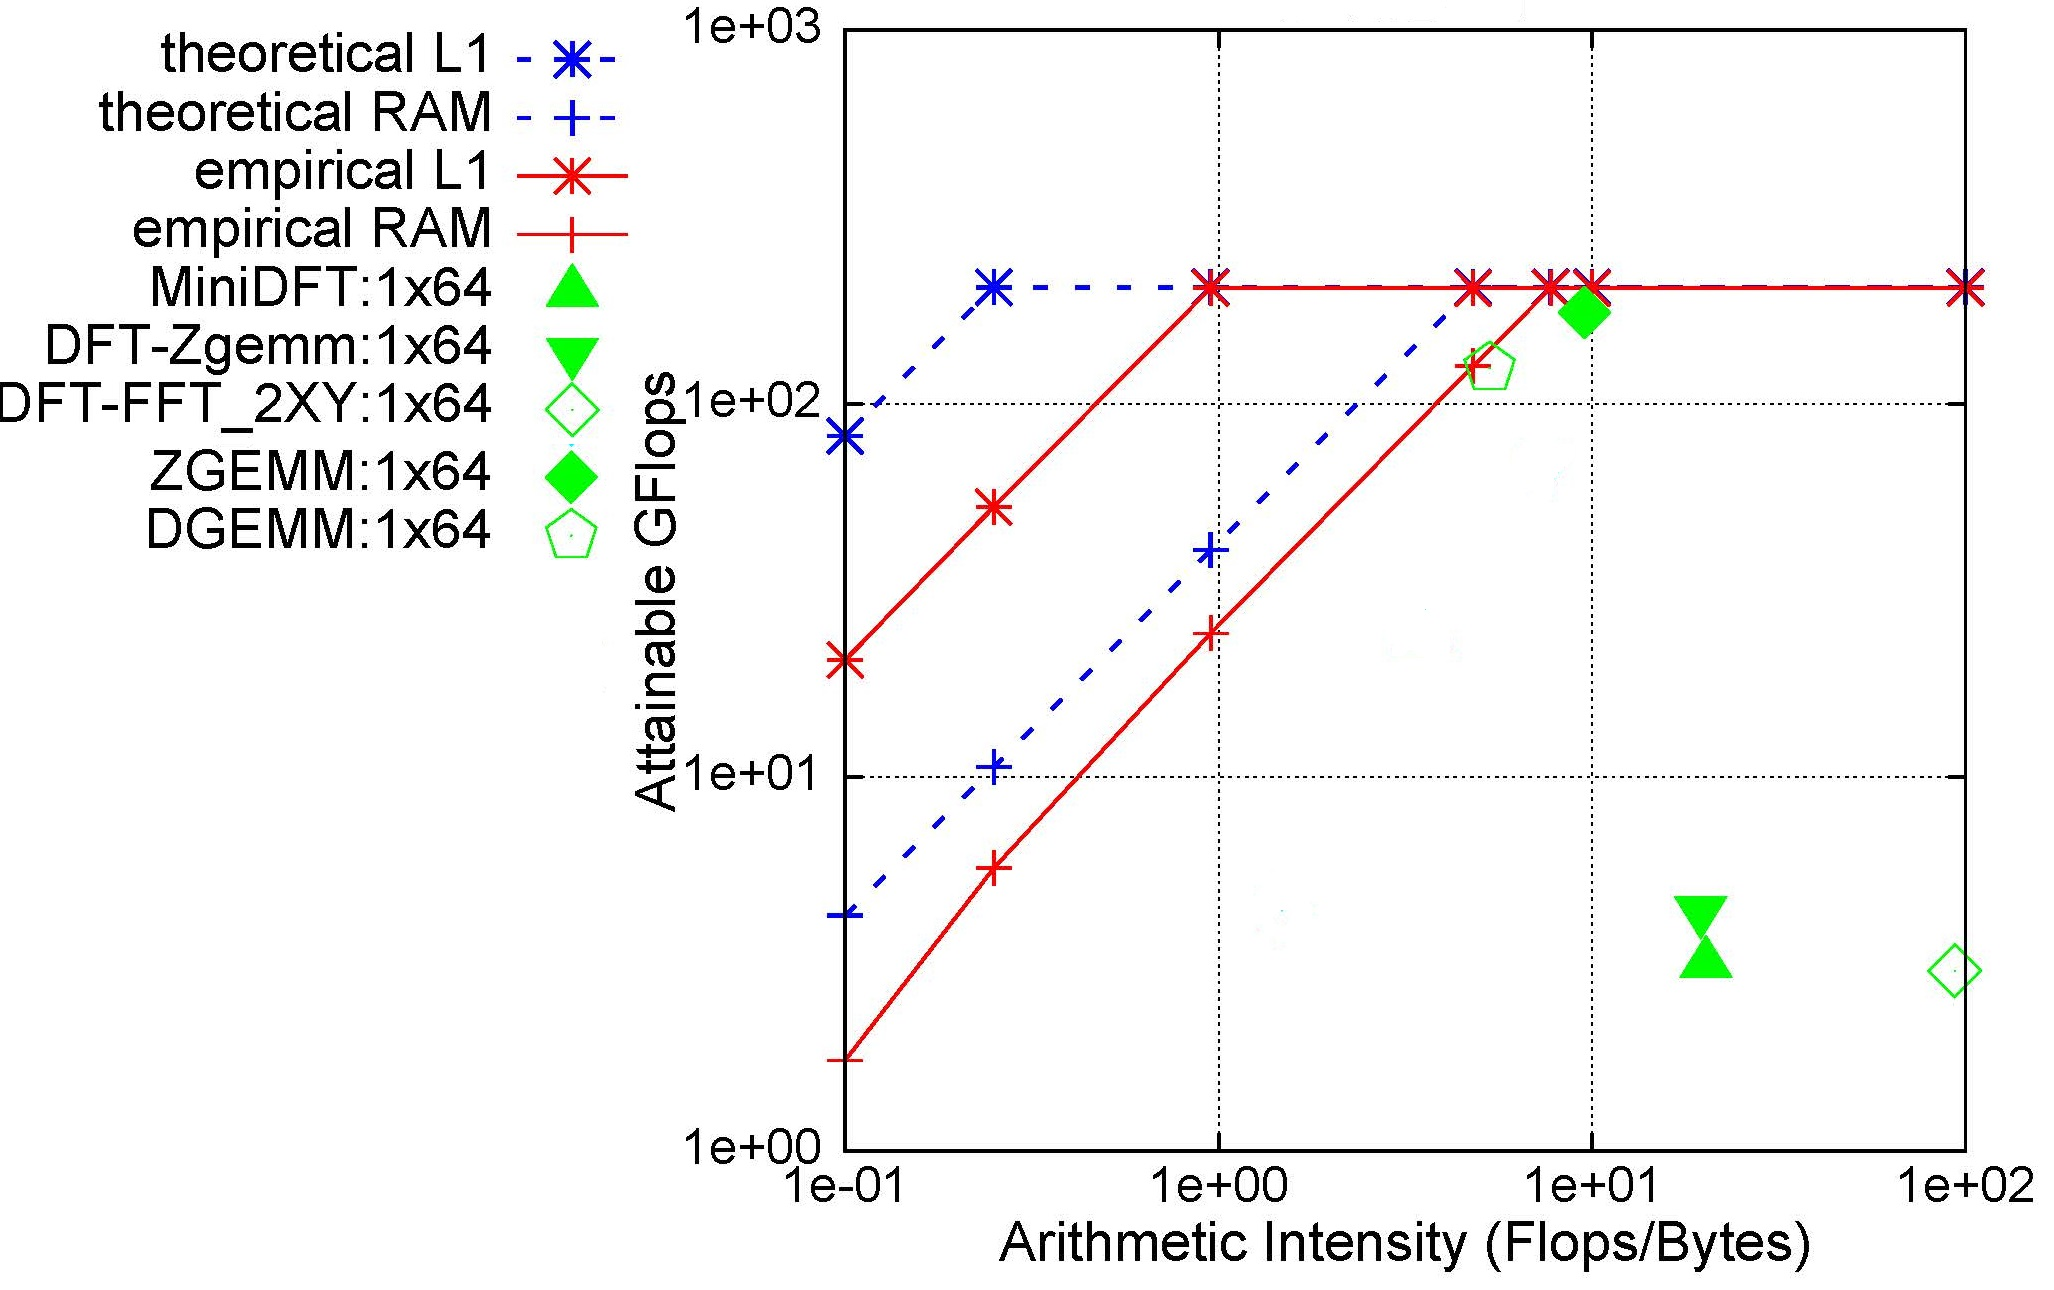 theoretical L1
theoretical RAM
empirical L1
empirical RAM
MiniDFT:1x64
DFT-Zgemm:1x64
DFT-FFT_2XY:1x64
ZGEMM:1x64
DGEMM:1x64
Attainable GFlops
1e+03
1e+02
1e+01
1e+00
1e-01 1e+00 1e+01 1e+02
Arithmetic Intensity (Flops/Bytes)